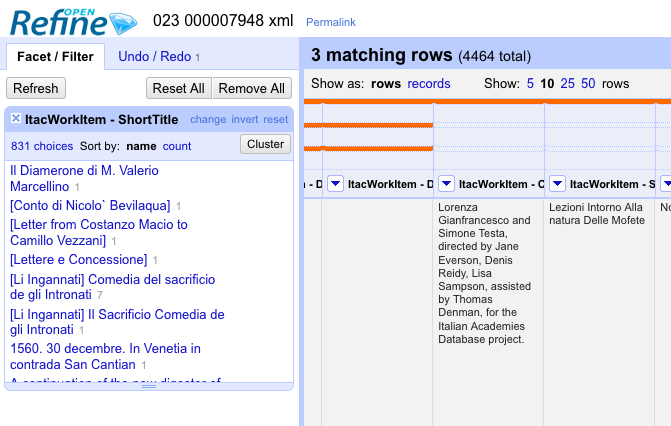 OPEN
Refine
023 000007948 xml
Permalink
Facet / Filter
Undo / Redo 1
Refresh
Reset All
Remove All
ItacWorkItem - ShortTitle
change invert reset
831 choices Sort by: name count
Cluster
Il Diamerone di M. Valerio
Marcellino 1
[Conto di Nicolo` Bevilaqua] 1
[Letter from Costanzo Macio to
Camillo Vezzani] 1
[Lettere e Concessione] 1
[Li Ingannati] Comedia del sacrificio
de gli Intronati 7
[Li Ingannati] Il Sacrificio Comedia de
gli Intronati 1
1560. 30 decembre. In Venetia in
contrada San Cantian 1
A continuation of the new digester of
3 matching rows (4464 total)
Show as: rows records
Show: 5 10 25 50 rows
n - D
ItacWorkItem - D
ItacWorkItem - C
ItacWorkItem - S
Lorenza
Gianfrancesco and
Simone Testa,
directed by Jane
Everson, Denis
Reidy, Lisa
Sampson, assisted
by Thomas
Denman, for the
Italian Academies
Database project.
Lezioni Intorno Alla
natura Delle Mofete